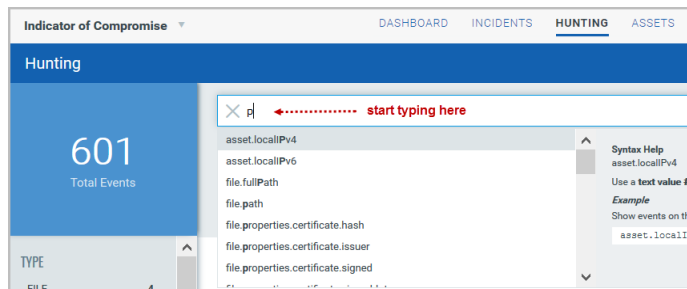 Indicator of Compromise
DASHBOARD INCIDENTS HUNTING ASSETS
Hunting
p
start typing here
601
Total Events
asset.localIPv4
asset.localIPv6
file.fullPath
file.path
file.properties.certificate.hash
file.properties.certificate.issuer
file.properties.certificate.signed
Syntax Help
asset.localIPv4
Use a text value
Example
Show events on th
asset.localI
TYPE
FILE 4